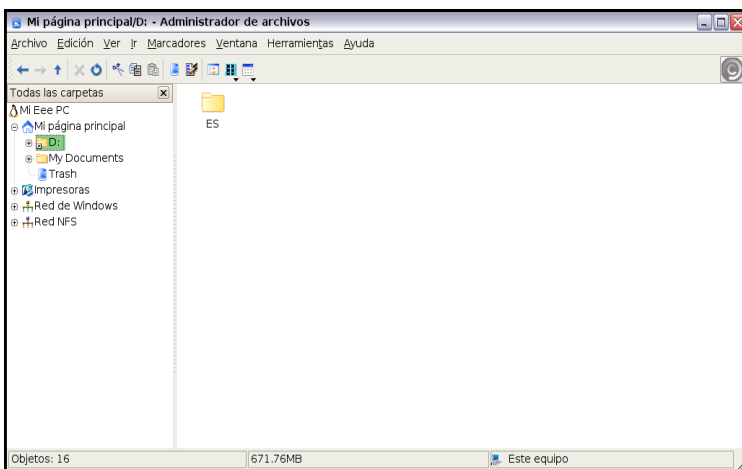 Mi página principal/D: - Administrador de archivos
Archivo Edición Ver Ir Marcadores Ventana Herramientas Ayuda
Todas las carpetas
Mi Eee PC
Mi página principal
D:
My Documents
Trash
Impresoras
Red de Windows
Red NFS
ES
Objetos: 16
671.76MB
Este equipo